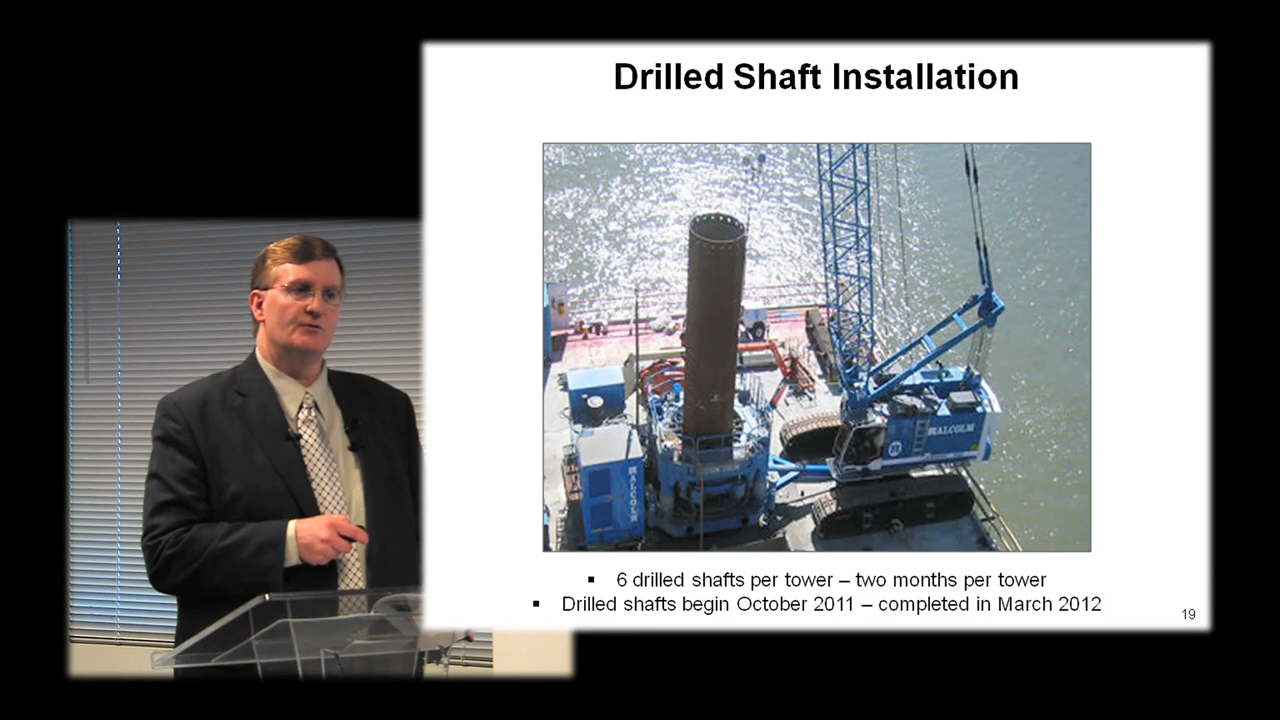 Drilled Shaft Installation
MALCOLM
MALCOLM
▪ 6 drilled shafts per tower – two months per tower
▪ Drilled shafts begin October 2011 – completed in March 2012
19